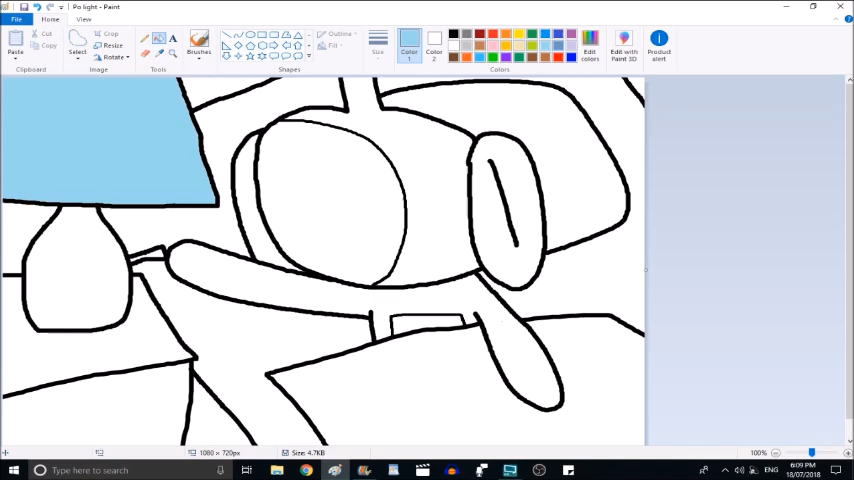 Po light - Paint
File Home View
Paste Cut Copy
Clipboard
Select Crop Resize Rotate
Image
Tools
Brushes
Shapes
Outline
Fill
Size
Color 1
Color 2
Colors
Edit colors
Edit with Paint 3D
Product alert
1080 × 720px
Size: 4.7KB
100%
Type here to search
ENG
6:09 PM
18/07/2018